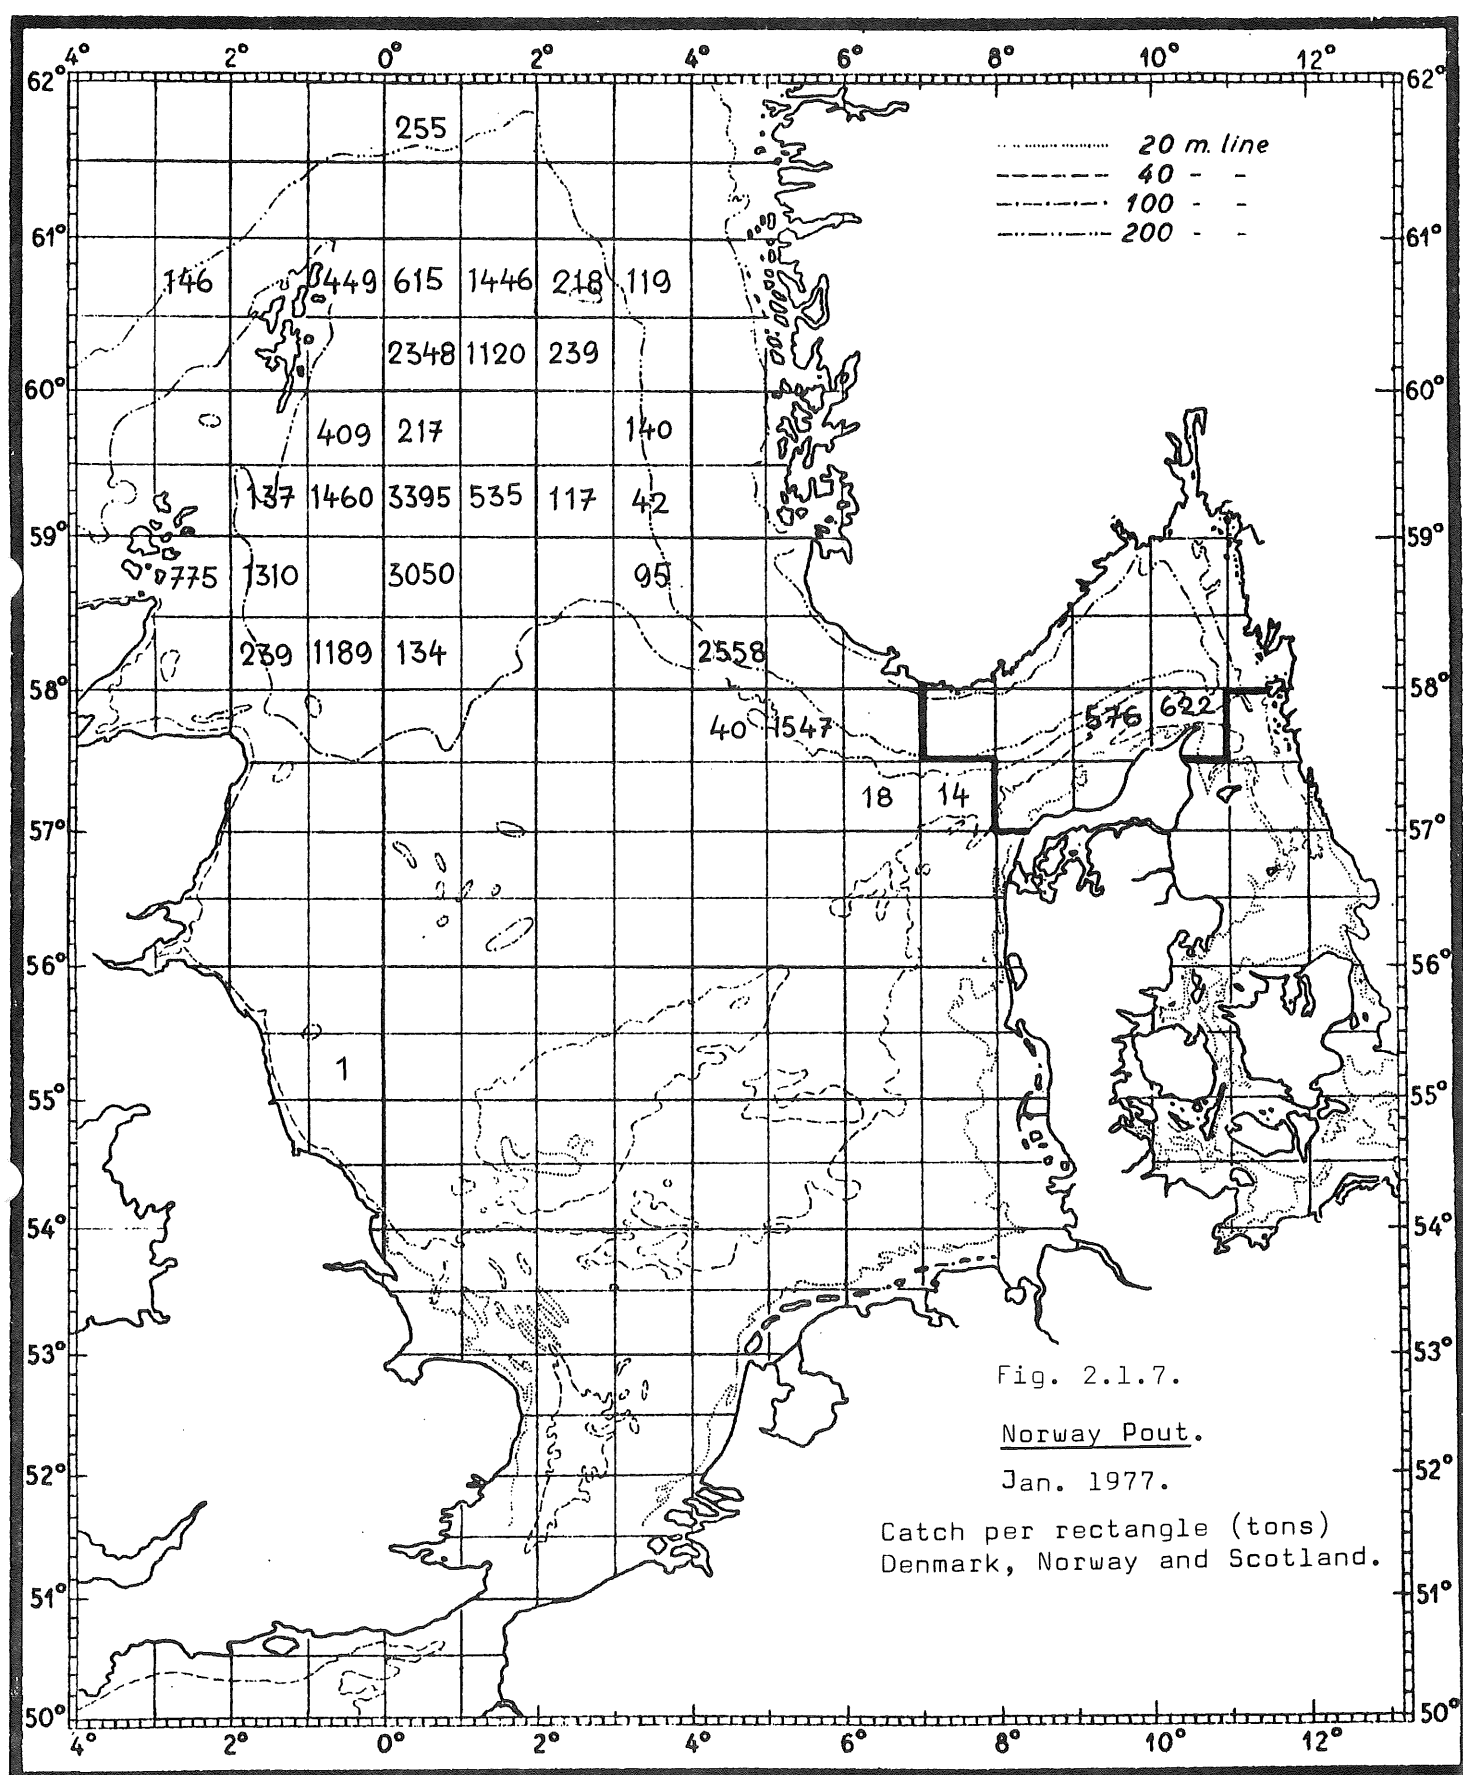 4° 2° 0° 2° 4° 6° 8° 10° 12°
62° 62°
255
20 m. line
40 - -
100 - -
200 - -
61° 61°
146 449 615 1446 218 119
2348 1120 239
60° 60°
409 217 140
137 1460 3395 535 117 42
59° 59°
775 1310 3050 95
239 1189 134 2558
58° 58°
40 1547 576 622
18 14
57° 57°
56° 56°
1
55° 55°
54° 54°
53° 53°
Fig. 2.1.7.
Norway Pout.
52° 52°
Jan. 1977.
Catch per rectangle (tons)
Denmark, Norway and Scotland.
51° 51°
50° 50°
4° 2° 0° 2° 4° 6° 8° 10° 12°